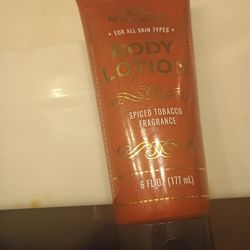 • FOR ALL SKIN TYPES •
BODY
LOTION
SPICED TOBACCO
FRAGRANCE
6 FL OZ (177 mL)